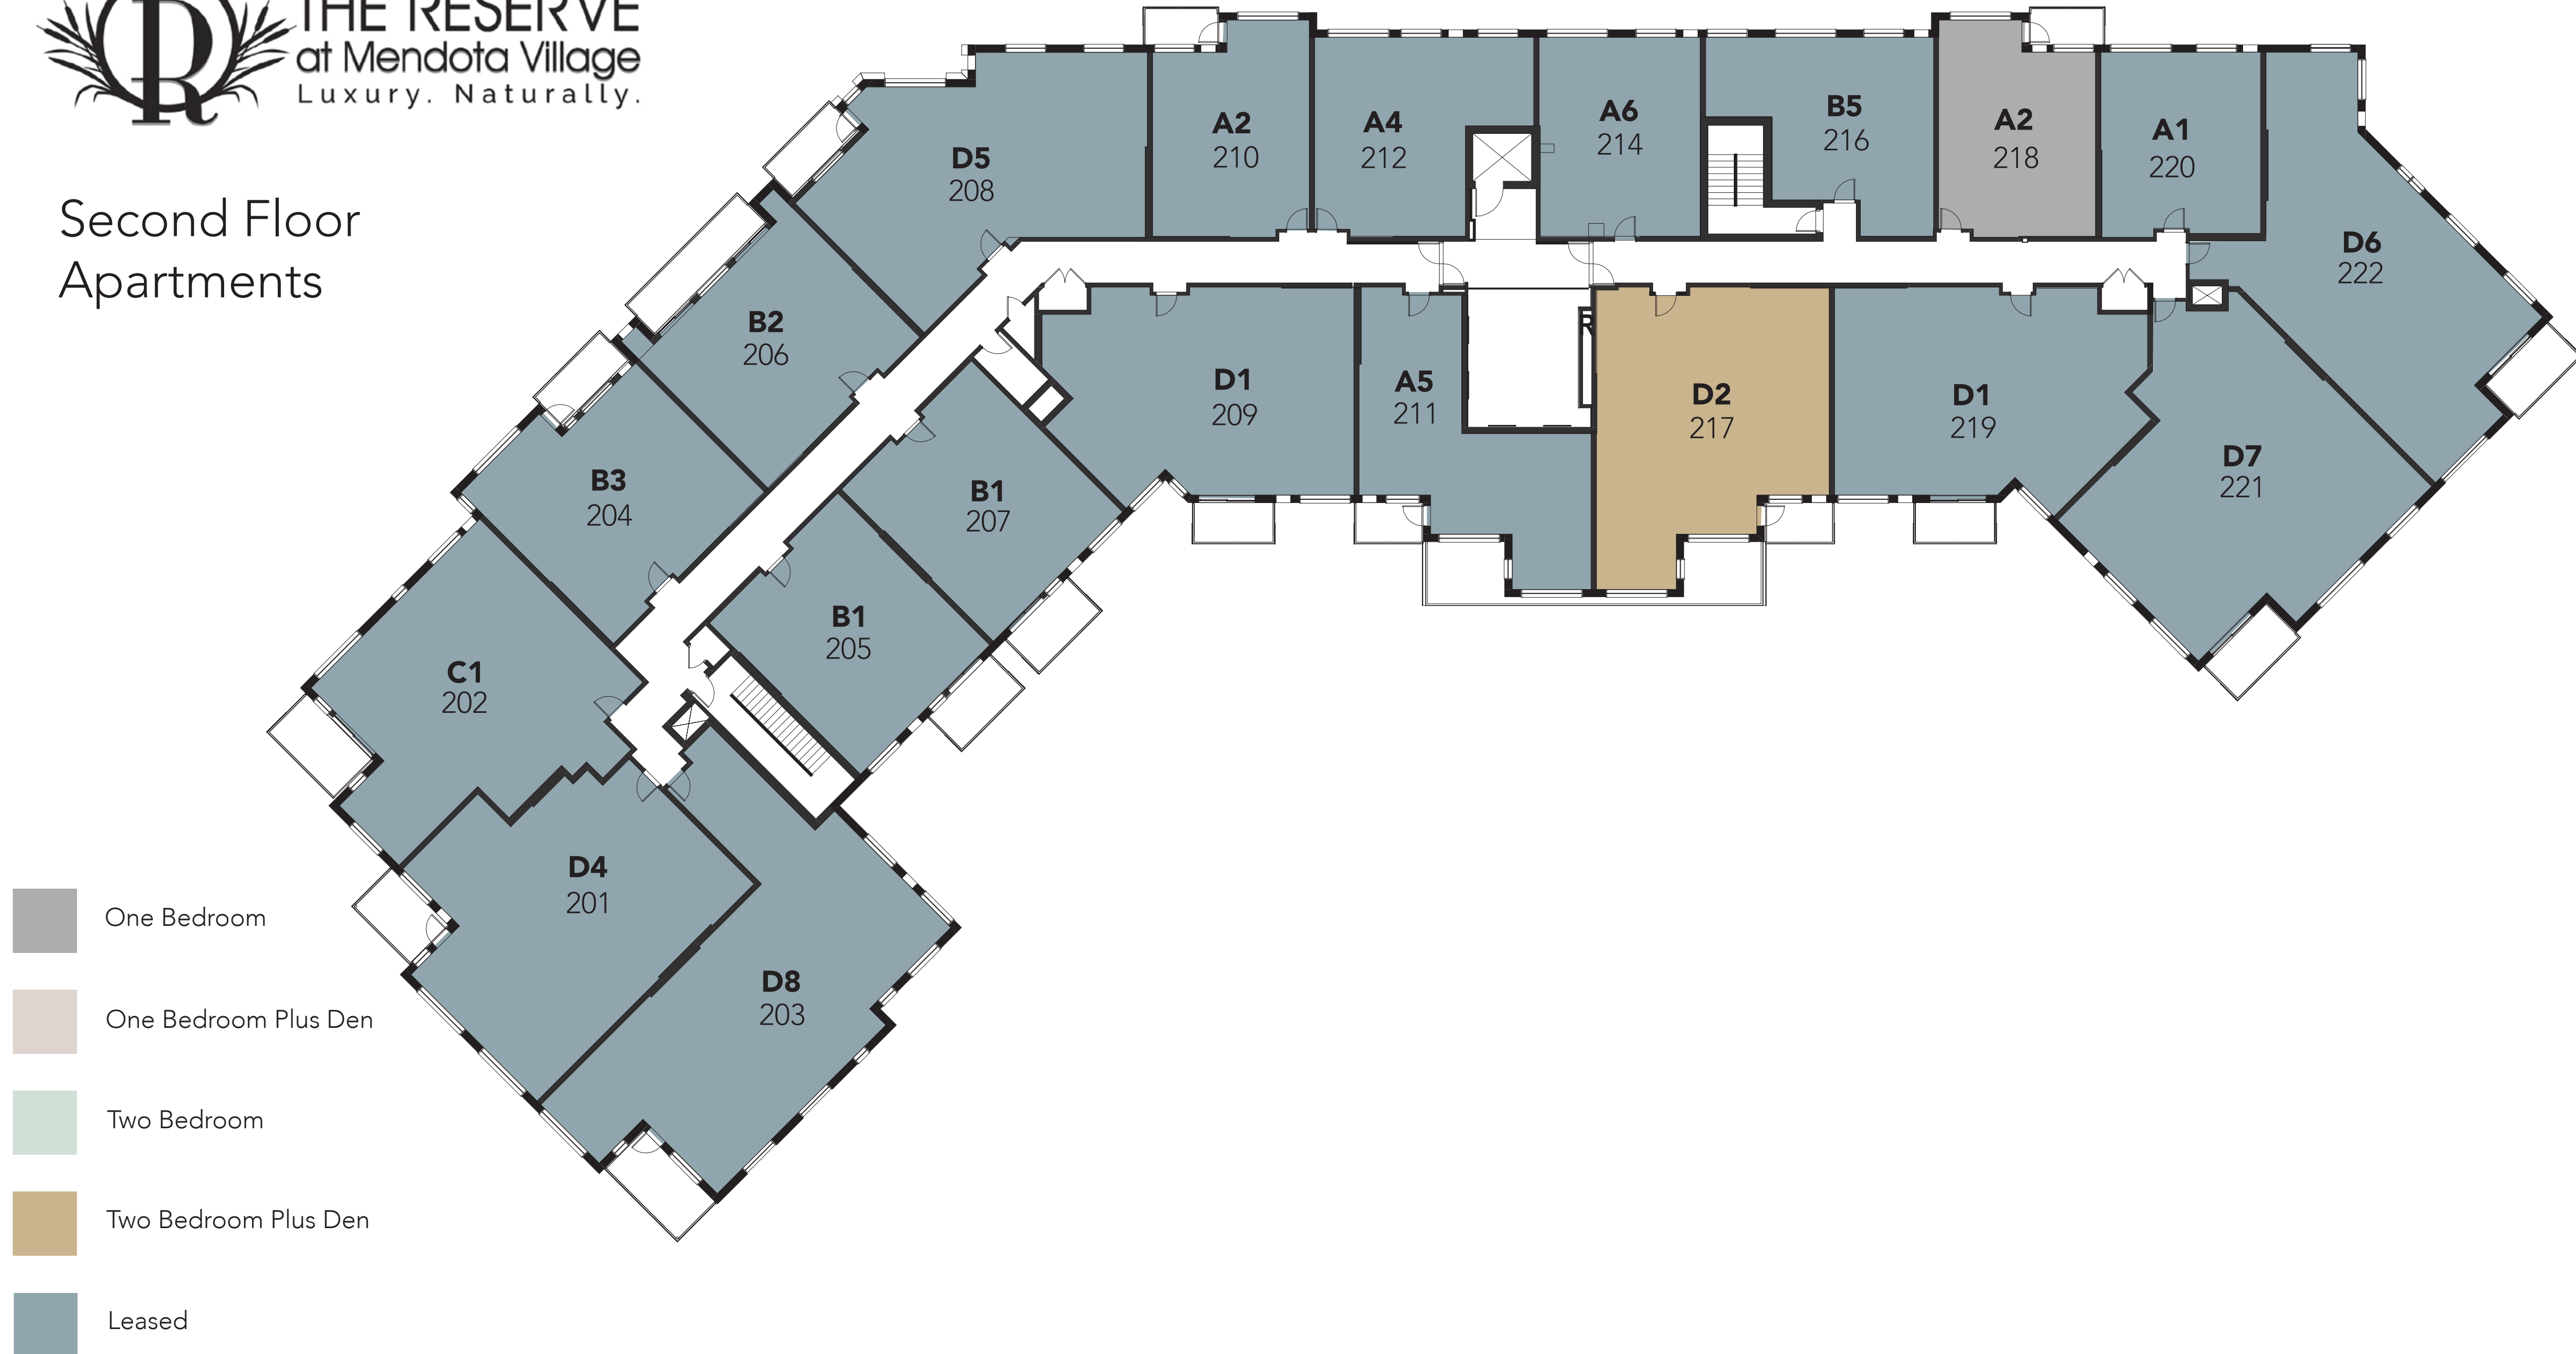 THE RESERVE
at Mendota Village
Luxury. Naturally.
R
Second Floor
Apartments
D5
208
A2
210
A4
212
A6
214
B5
216
A2
218
A1
220
D6
222
B2
206
B3
204
C1
202
D4
201
D8
203
B1
205
B1
207
D1
209
A5
211
R
D2
217
D1
219
D7
221
One Bedroom
One Bedroom Plus Den
Two Bedroom
Two Bedroom Plus Den
Leased